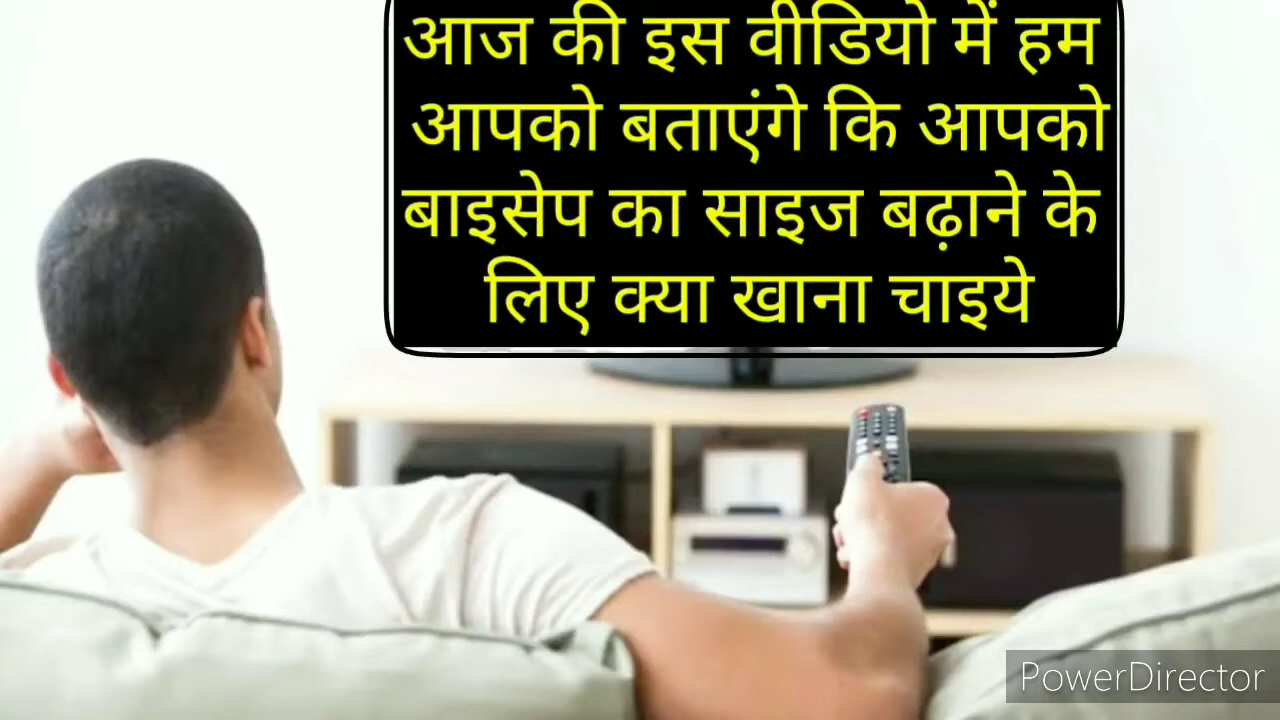 आज की इस वीडियो में हम
आपको बताएंगे कि आपको
बाइसेप का साइज बढ़ाने के
लिए क्या खाना चाइये
PowerDirector